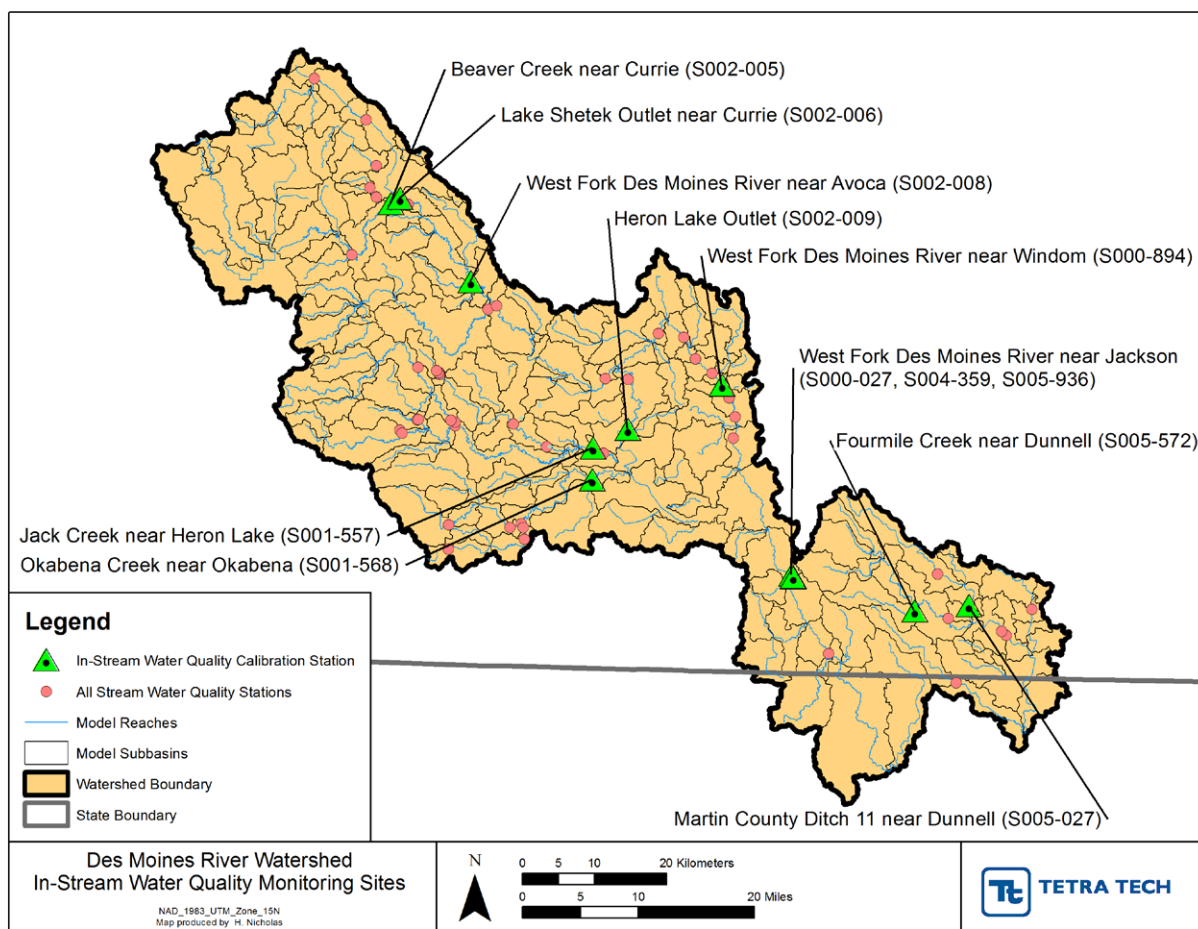 Beaver Creek near Currie (S002-005)
Lake Shetek Outlet near Currie (S002-006)
West Fork Des Moines River near Avoca (S002-008)
Heron Lake Outlet (S002-009)
West Fork Des Moines River near Windom (S000-894)
West Fork Des Moines River near Jackson
(S000-027, S004-359, S005-936)
Fourmile Creek near Dunnell (S005-572)
Jack Creek near Heron Lake (S001-557)
Okabena Creek near Okabena (S001-568)
Martin County Ditch 11 near Dunnell (S005-027)
Legend
In-Stream Water Quality Calibration Station
All Stream Water Quality Stations
Model Reaches
Model Subbasins
Watershed Boundary
State Boundary
Des Moines River Watershed
In-Stream Water Quality Monitoring Sites
NAD_1983_UTM_Zone_15N
Map produced by H. Nicholas
N
0 5 10 20 Kilometers
0 5 10 20 Miles
Tt TETRA TECH